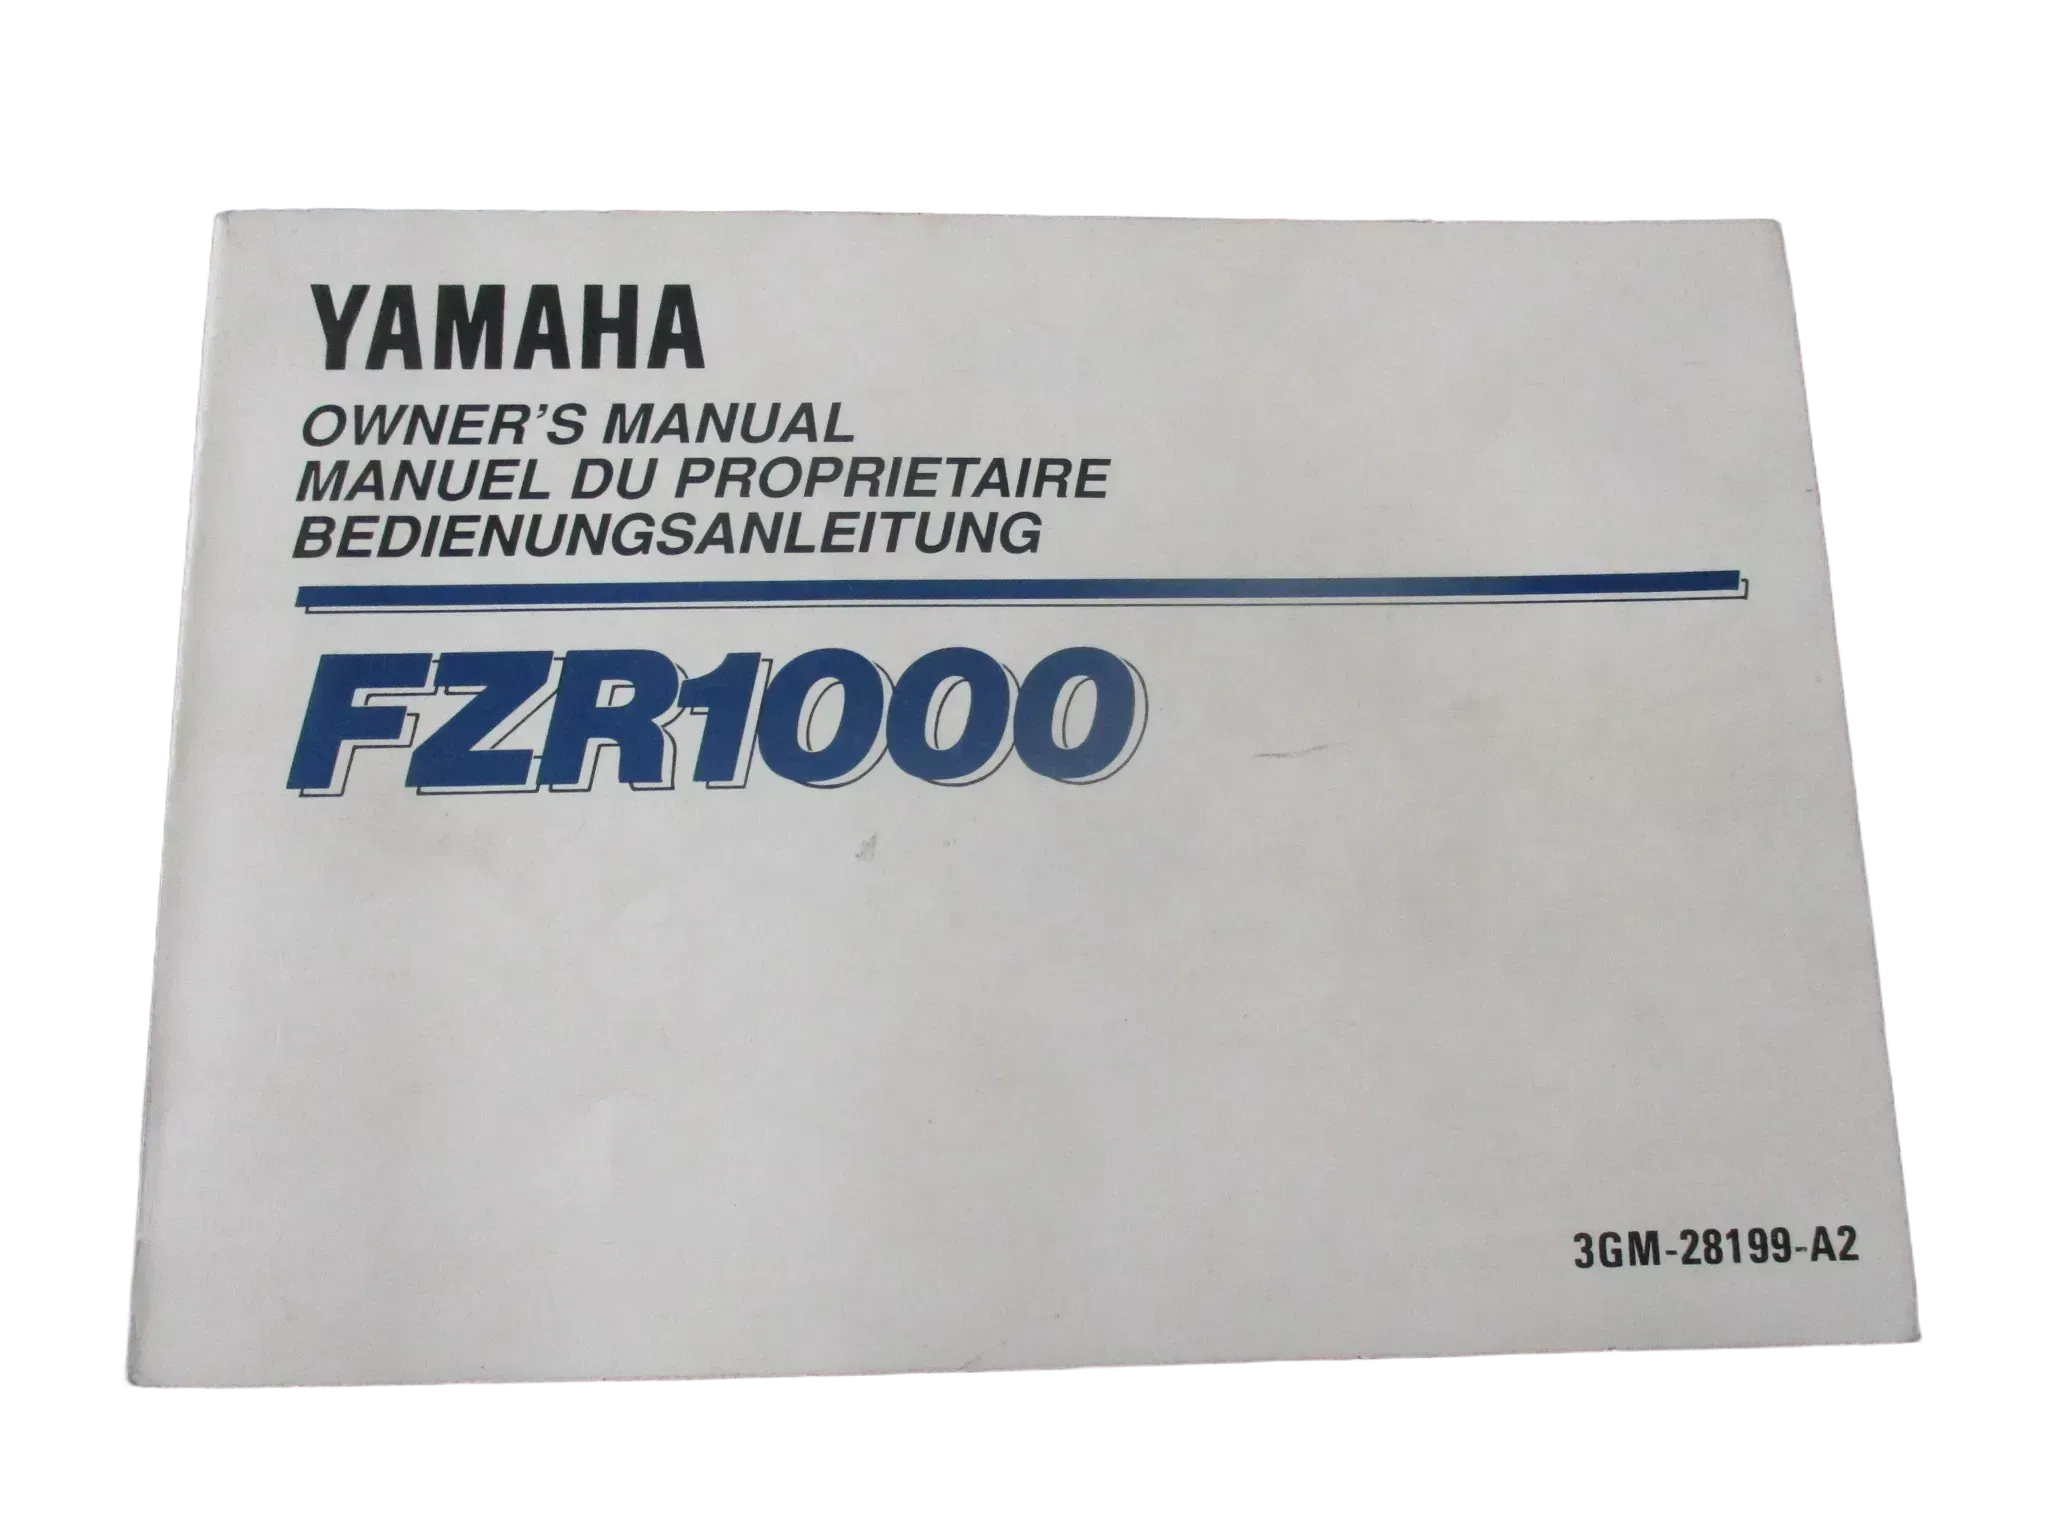 YAMAHA
OWNER'S MANUAL
MANUEL DU PROPRIETAIRE
BEDIENUNGSANLEITUNG
FZR1000
3GM-28199-A2